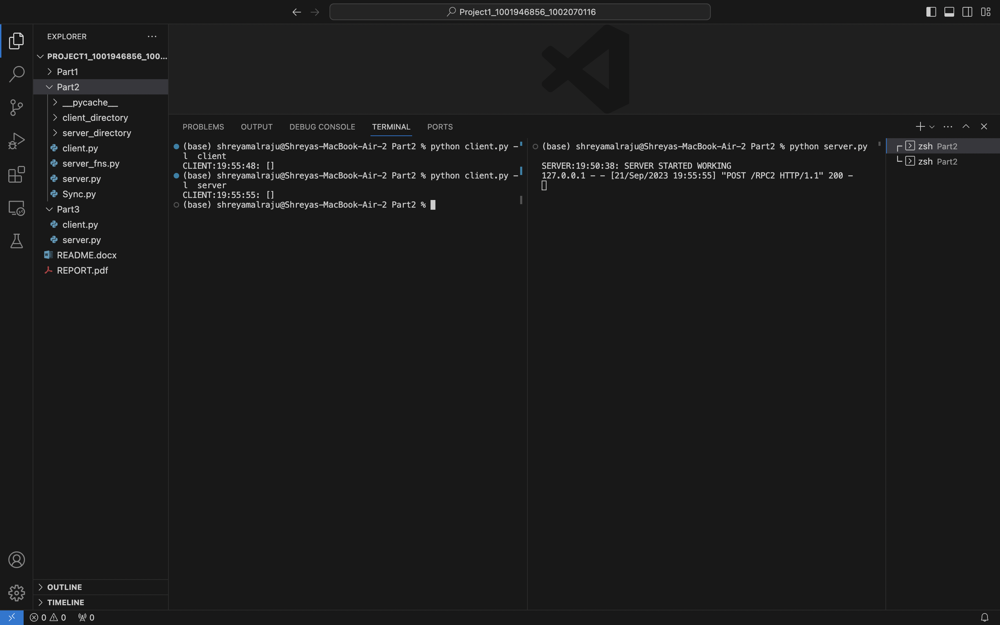 Project1_1001946856_1002070116
EXPLORER
PROJECT1_1001946856_100...
Part1
Part2
__pycache__
client_directory
server_directory
client.py
server_fns.py
server.py
Sync.py
Part3
client.py
server.py
README.docx
REPORT.pdf
OUTLINE
TIMELINE
PROBLEMS OUTPUT DEBUG CONSOLE TERMINAL PORTS
(base) shreyamalraju@Shreyas-MacBook-Air-2 Part2 % python client.py -
l  client
CLIENT:19:55:48: []
(base) shreyamalraju@Shreyas-MacBook-Air-2 Part2 % python client.py -
l  server
CLIENT:19:55:55: []
(base) shreyamalraju@Shreyas-MacBook-Air-2 Part2 %
(base) shreyamalraju@Shreyas-MacBook-Air-2 Part2 % python server.py
SERVER:19:50:38: SERVER STARTED WORKING
127.0.0.1 - - [21/Sep/2023 19:55:55] "POST /RPC2 HTTP/1.1" 200 -
zsh Part2
zsh Part2
0 0 0